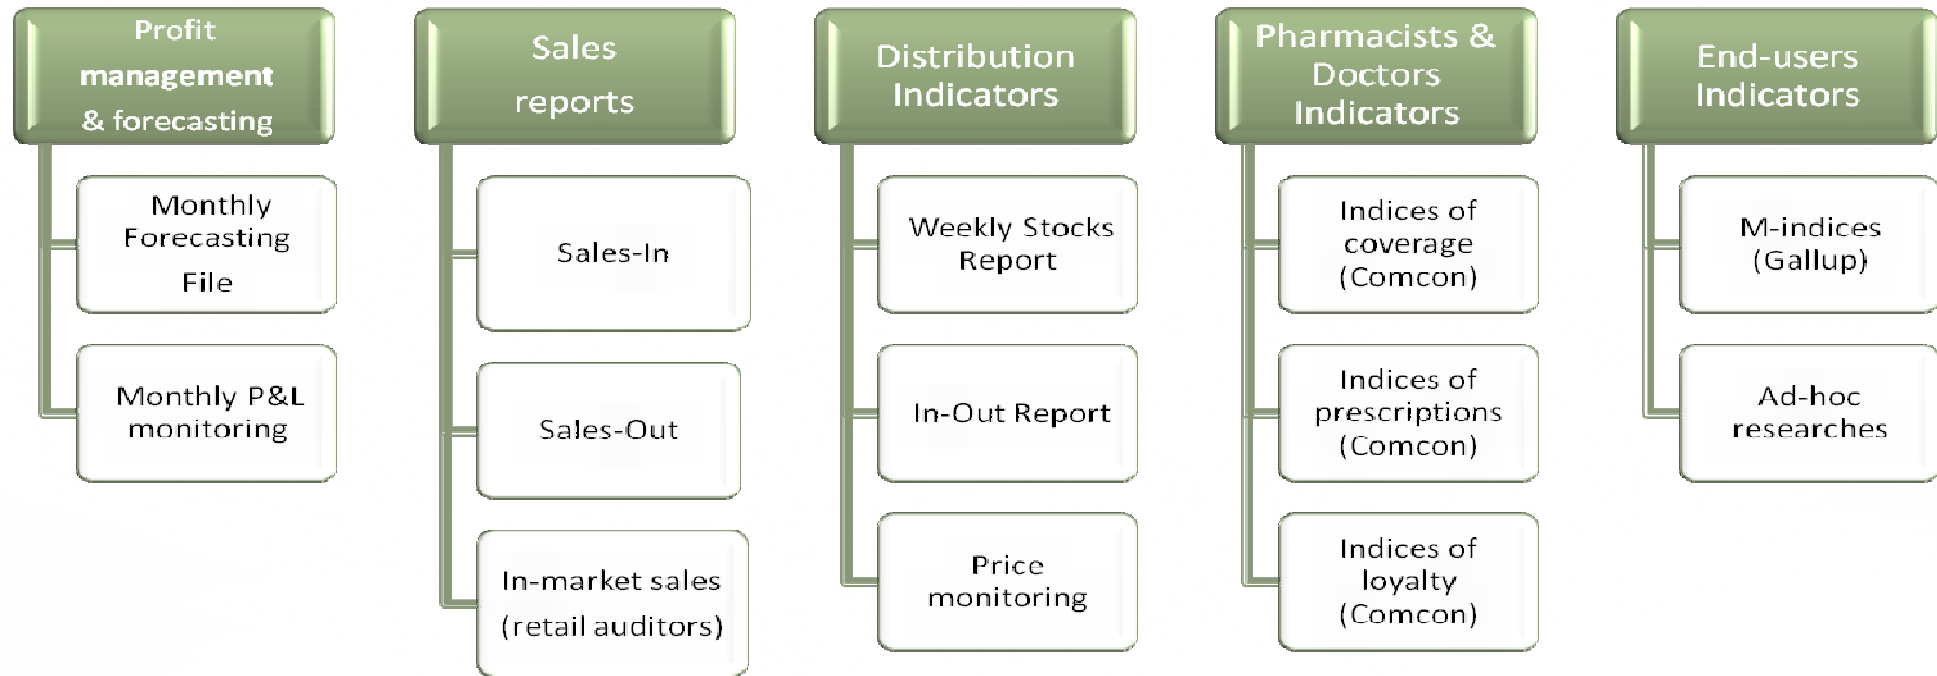 Profit
management
& forecasting
Monthly
Forecasting
File
Monthly P&L
monitoring
Sales
reports
Sales-In
Sales-Out
In-market sales
(retail auditors)
Distribution
Indicators
Weekly Stocks
Report
In-Out Report
Price
monitoring
Pharmacists &
Doctors
Indicators
Indices of
coverage
(Comcon)
Indices of
prescriptions
(Comcon)
Indices of
loyalty
(Comcon)
End-users
Indicators
M-indices
(Gallup)
Ad-hoc
researches